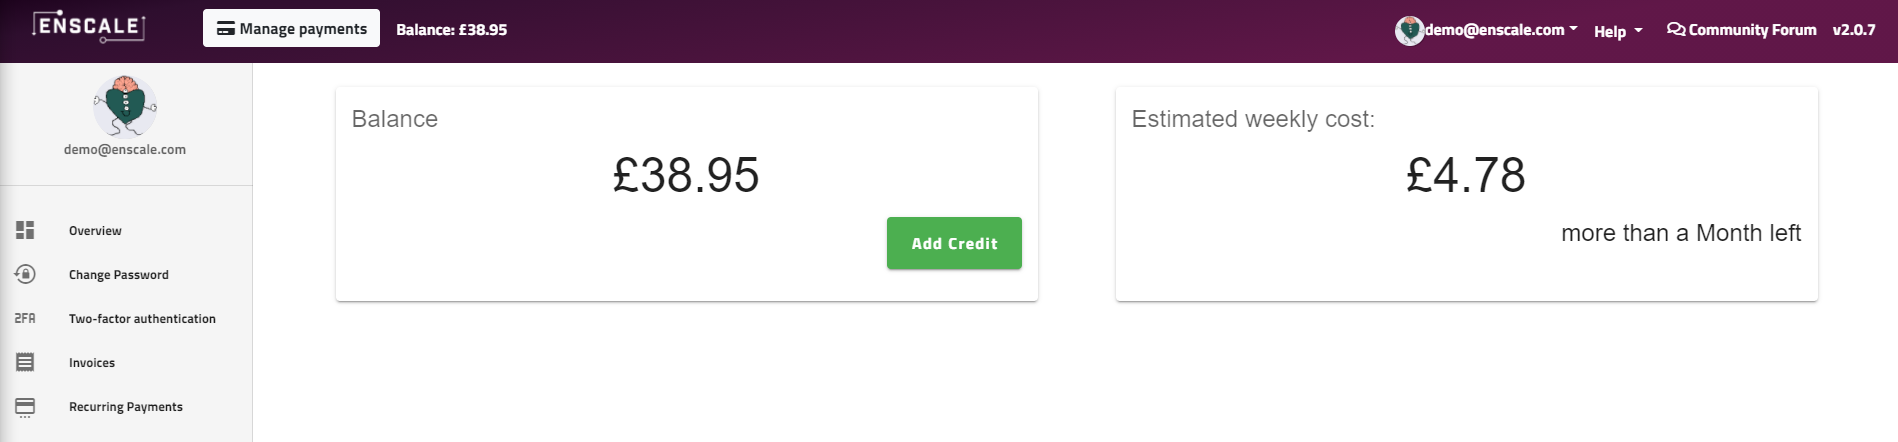 ENSCALE
Manage payments
Balance: £38.95
demo@enscale.com
Help
Community Forum
v2.0.7
demo@enscale.com
Overview
Change Password
2FA
Two-factor authentication
Invoices
Recurring Payments
Balance
£38.95
Add Credit
Estimated weekly cost:
£4.78
more than a Month left